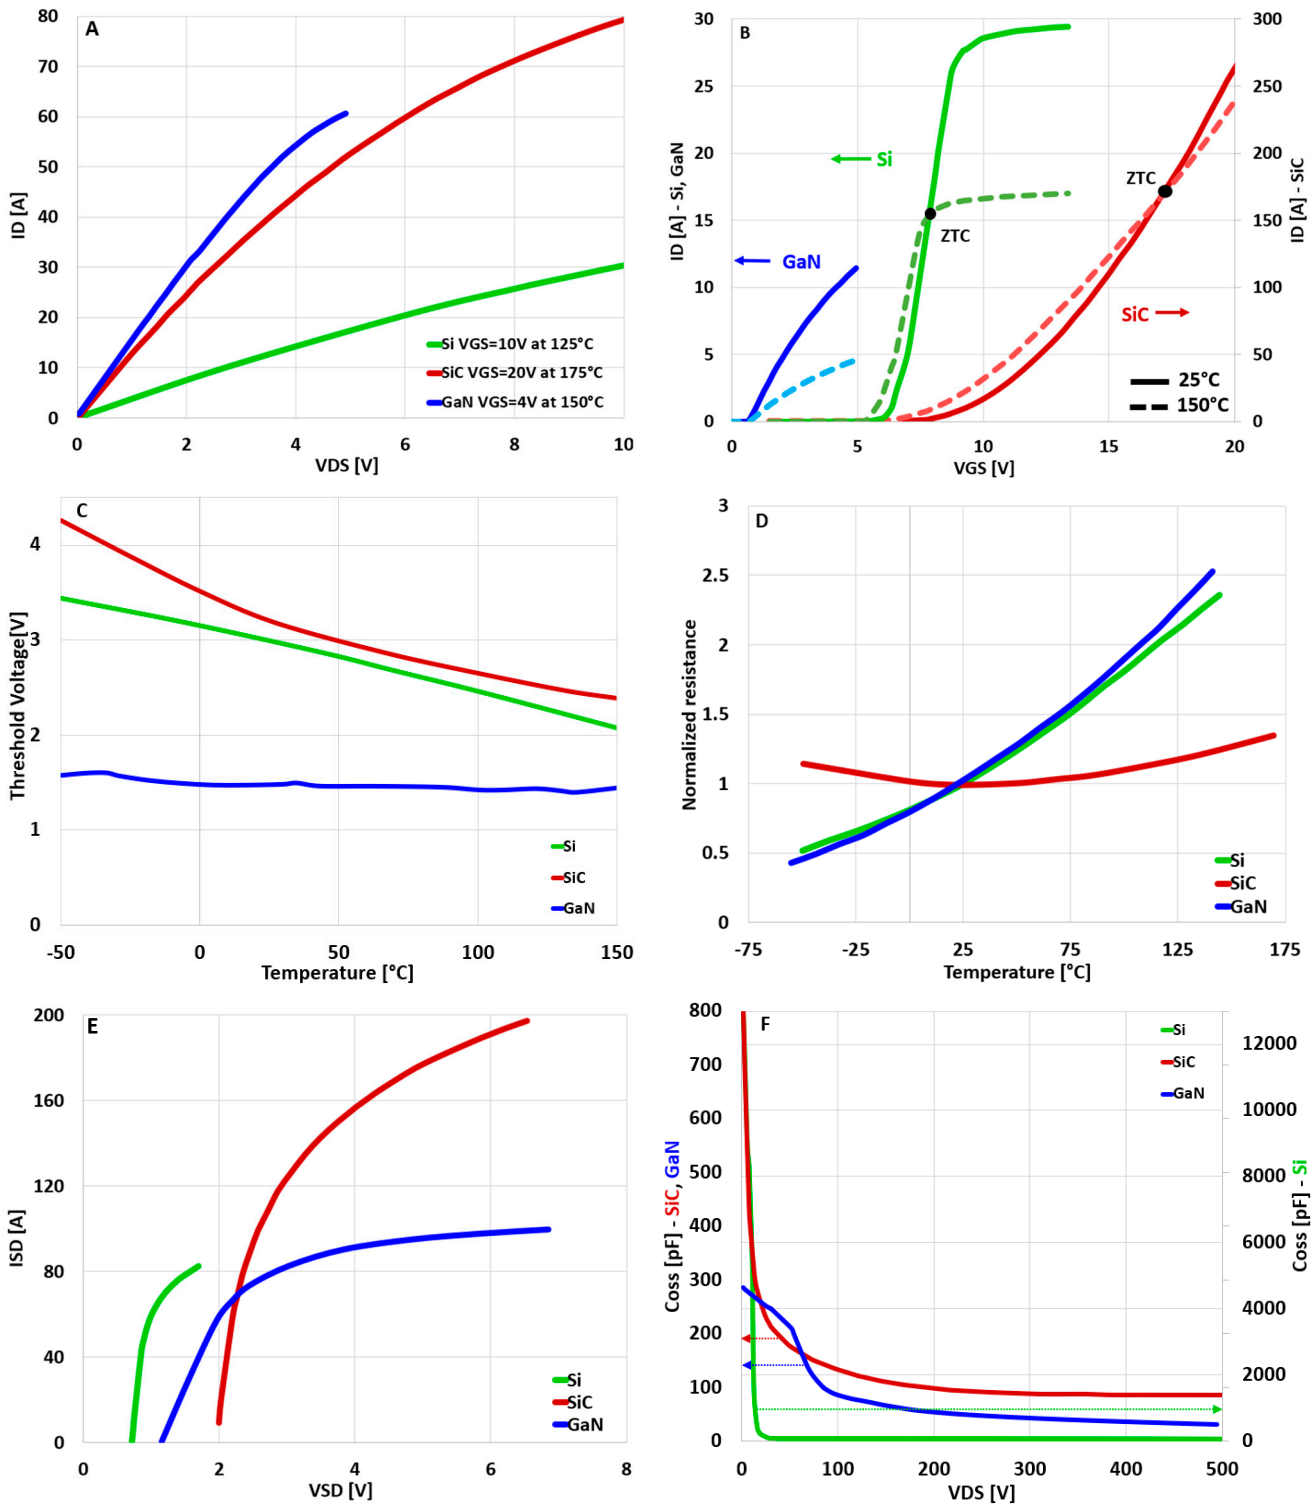 A
80
70
60
50
40
30
20
10
0
ID [A]
Si VGS=10V at 125°C
SiC VGS=20V at 175°C
GaN VGS=4V at 150°C
0 2 4 6 8 10
VDS [V]
B
30
25
20
15
10
5
0
ID [A] - Si, GaN
300
250
200
150
100
50
0
ID [A] - SiC
Si
ZTC
ZTC
GaN
SiC
25°C
150°C
0 5 10 15 20
VGS [V]
C
4
3
2
1
0
Threshold Voltage[V]
Si
SiC
GaN
-50 0 50 100 150
Temperature [°C]
D
3
2.5
2
1.5
1
0.5
0
Normalized resistance
Si
SiC
GaN
-75 -25 25 75 125 175
Temperature [°C]
E
200
160
120
80
40
0
ISD [A]
Si
SiC
GaN
0 2 4 6 8
VSD [V]
F
800
700
600
500
400
300
200
100
0
Coss [pF] - SiC, GaN
12000
10000
8000
6000
4000
2000
0
Coss [pF] - Si
Si
SiC
GaN
0 100 200 300 400 500
VDS [V]